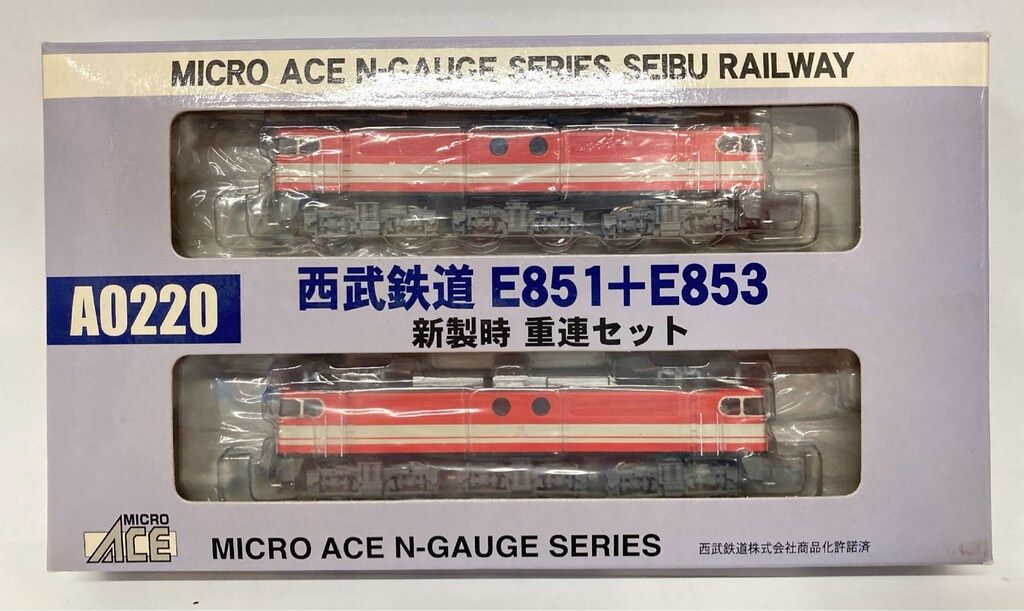 MICRO ACE N-GAUGE SERIES SEIBU RAILWAY
A0220
西武鉄道 E851+E853
新製時 重連セット
MICRO
ACE
MICRO ACE N-GAUGE SERIES
西武鉄道株式会社商品化許諾済